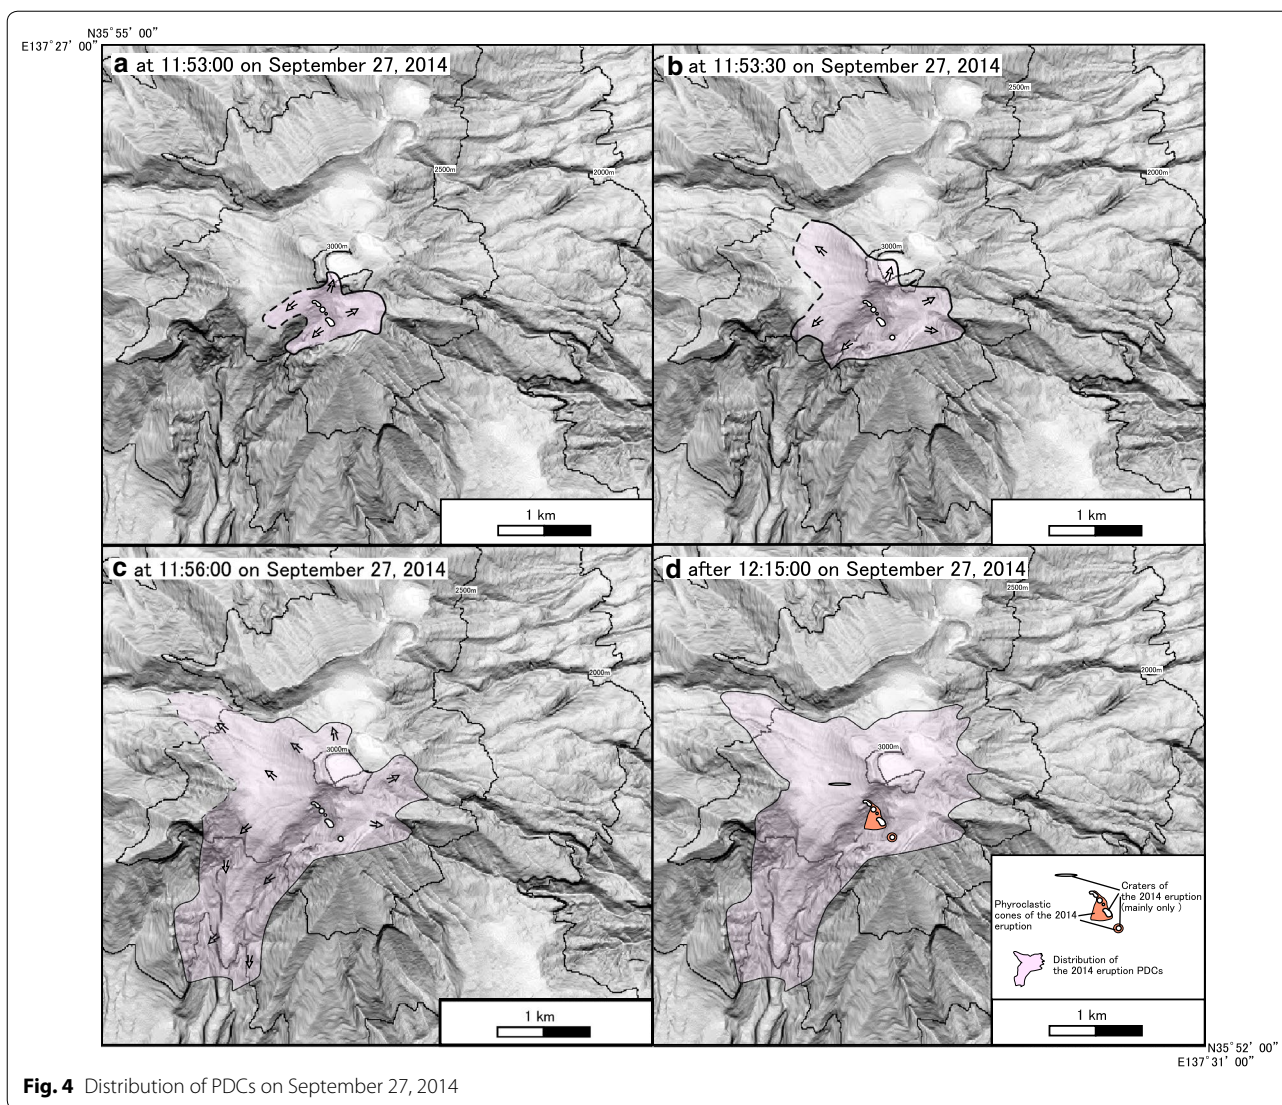 N35°55’ 00”
E137°27’ 00”
a at 11:53:00 on September 27, 2014
2500m
2000m
3000m
1 km
b at 11:53:30 on September 27, 2014
2500m
2000m
3000m
1 km
c at 11:56:00 on September 27, 2014
2500m
2000m
3000m
1 km
d after 12:15:00 on September 27, 2014
2500m
2000m
3000m
Craters of
the 2014 eruption
(mainly only )
Phyroclastic
cones of the 2014
eruption
Distribution of
the 2014 eruption PDCs
1 km
N35°52’ 00”
E137°31’ 00”
Fig. 4 Distribution of PDCs on September 27, 2014